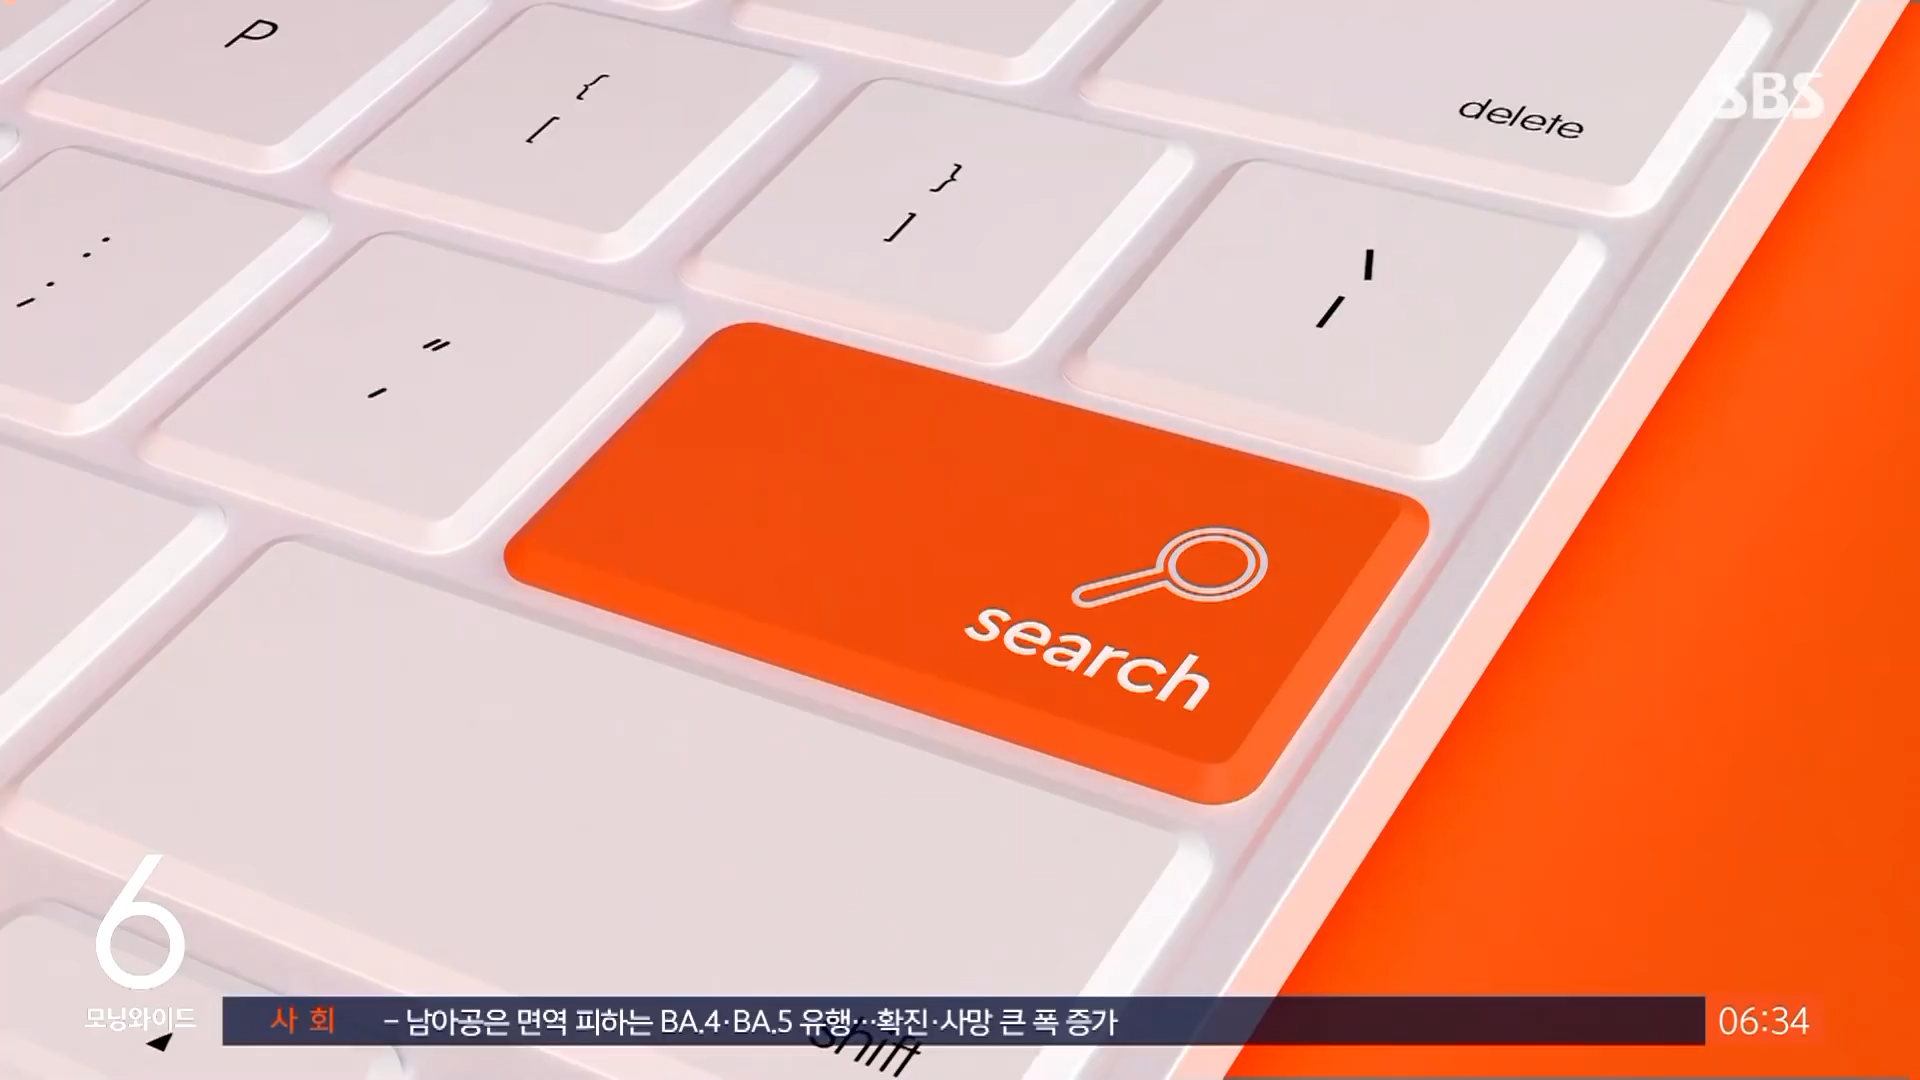 P
{
[
}
]
delete
SBS
:
;
"
'
search
6
모닝와이드
사 회
– 남아공은 면역 피하는 BA.4·BA.5 유행…확진·사망 큰 폭 증가
06:34
shift